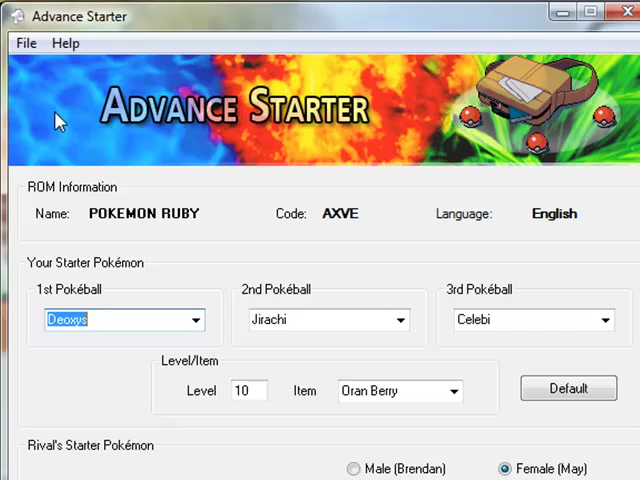 Advance Starter
File Help
ADVANCE STARTER
ROM Information
Name: POKEMON RUBY Code: AXVE Language: English
Your Starter Pokémon
1st Pokéball 2nd Pokéball 3rd Pokéball
Deoxys Jirachi Celebi
Level/Item
Level 10 Item Oran Berry Default
Rival's Starter Pokémon
Male (Brendan) Female (May)